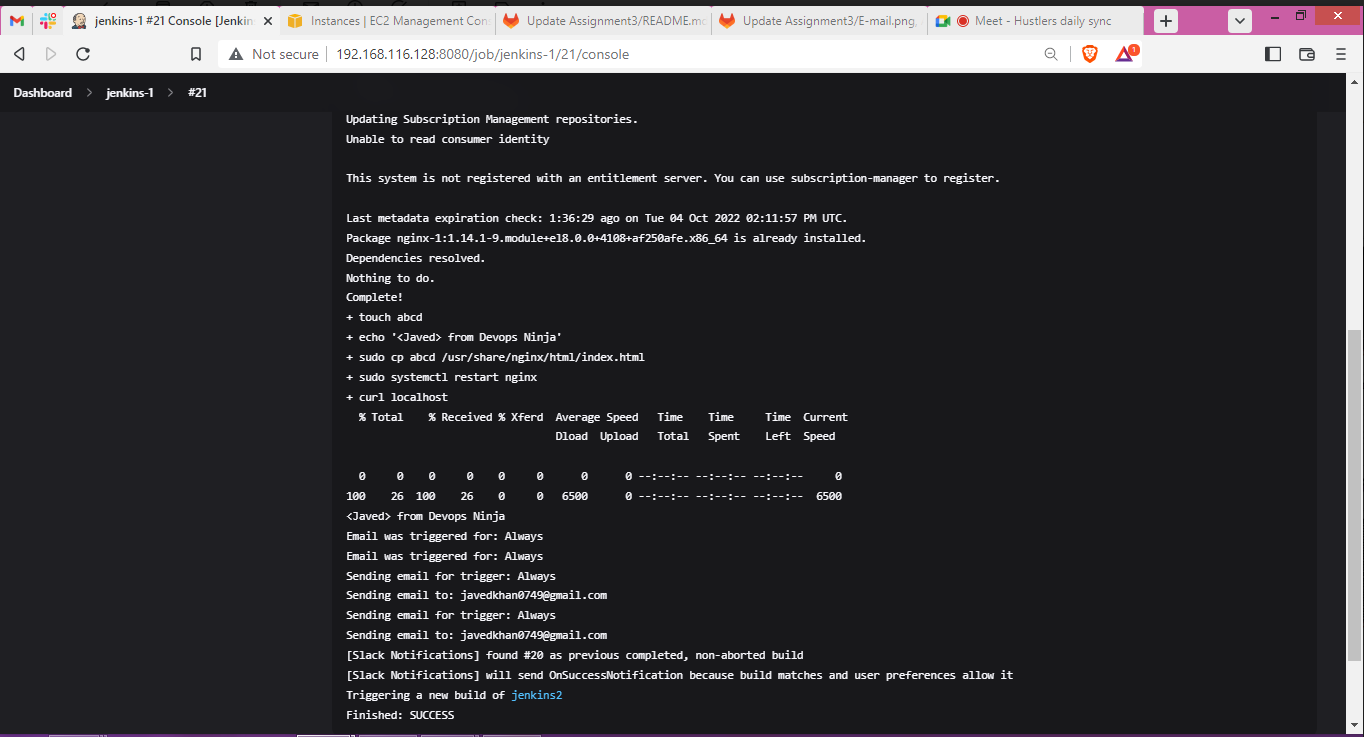 jenkins-1 #21 Console [Jenkin
Instances | EC2 Management Con
Update Assignment3/README.m
Update Assignment3/E-mail.png,
Meet - Hustlers daily sync
Not secure
192.168.116.128:8080/job/jenkins-1/21/console
1
Dashboard > jenkins-1 > #21
Updating Subscription Management repositories.
Unable to read consumer identity
This system is not registered with an entitlement server. You can use subscription-manager to register.
Last metadata expiration check: 1:36:29 ago on Tue 04 Oct 2022 02:11:57 PM UTC.
Package nginx-1:1.14.1-9.module+el8.0.0+4108+af250afe.x86_64 is already installed.
Dependencies resolved.
Nothing to do.
Complete!
+ touch abcd
+ echo '<Javed> from Devops Ninja'
+ sudo cp abcd /usr/share/nginx/html/index.html
+ sudo systemctl restart nginx
+ curl localhost
% Total % Received % Xferd Average Speed Time Time Time Current
Dload Upload Total Spent Left Speed
0 0 0 0 0 0 0 0 --:--:-- --:--:-- --:--:-- 0
100 26 100 26 0 0 6500 0 --:--:-- --:--:-- --:--:-- 6500
<Javed> from Devops Ninja
Email was triggered for: Always
Email was triggered for: Always
Sending email for trigger: Always
Sending email to: javedkhan0749@gmail.com
Sending email for trigger: Always
Sending email to: javedkhan0749@gmail.com
[Slack Notifications] found #20 as previous completed, non-aborted build
[Slack Notifications] will send OnSuccessNotification because build matches and user preferences allow it
Triggering a new build of jenkins2
Finished: SUCCESS